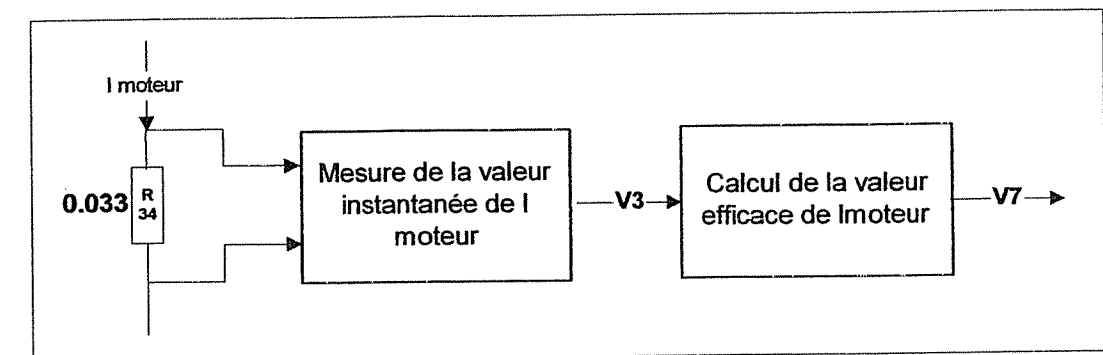 I moteur
0.033
R
34
Mesure de la valeur
instantanée de I
moteur
V3
Calcul de la valeur
efficace de Imoteur
V7